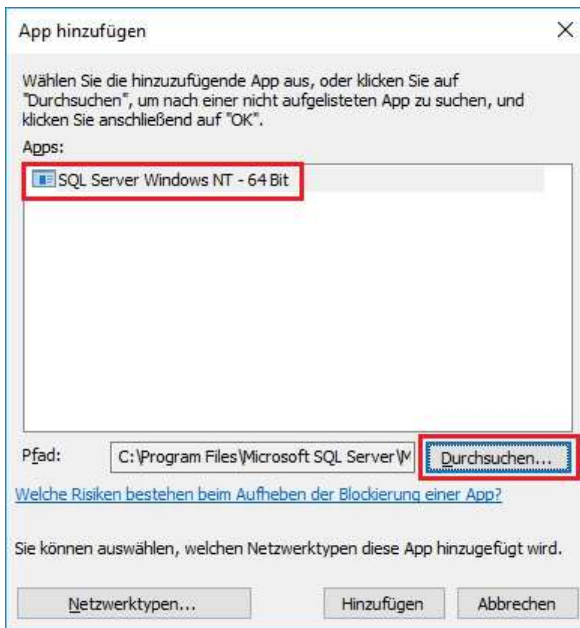 App hinzufügen
Wählen Sie die hinzuzufügende App aus, oder klicken Sie auf
"Durchsuchen", um nach einer nicht aufgelisteten App zu suchen, und
klicken Sie anschließend auf "OK".
Apps:
SQL Server Windows NT - 64 Bit
Pfad:
C:\Program Files\Microsoft SQL Server\M
Durchsuchen...
Welche Risiken bestehen beim Aufheben der Blockierung einer App?
Sie können auswählen, welchen Netzwerktypen diese App hinzugefügt wird.
Netzwerktypen...
Hinzufügen
Abbrechen